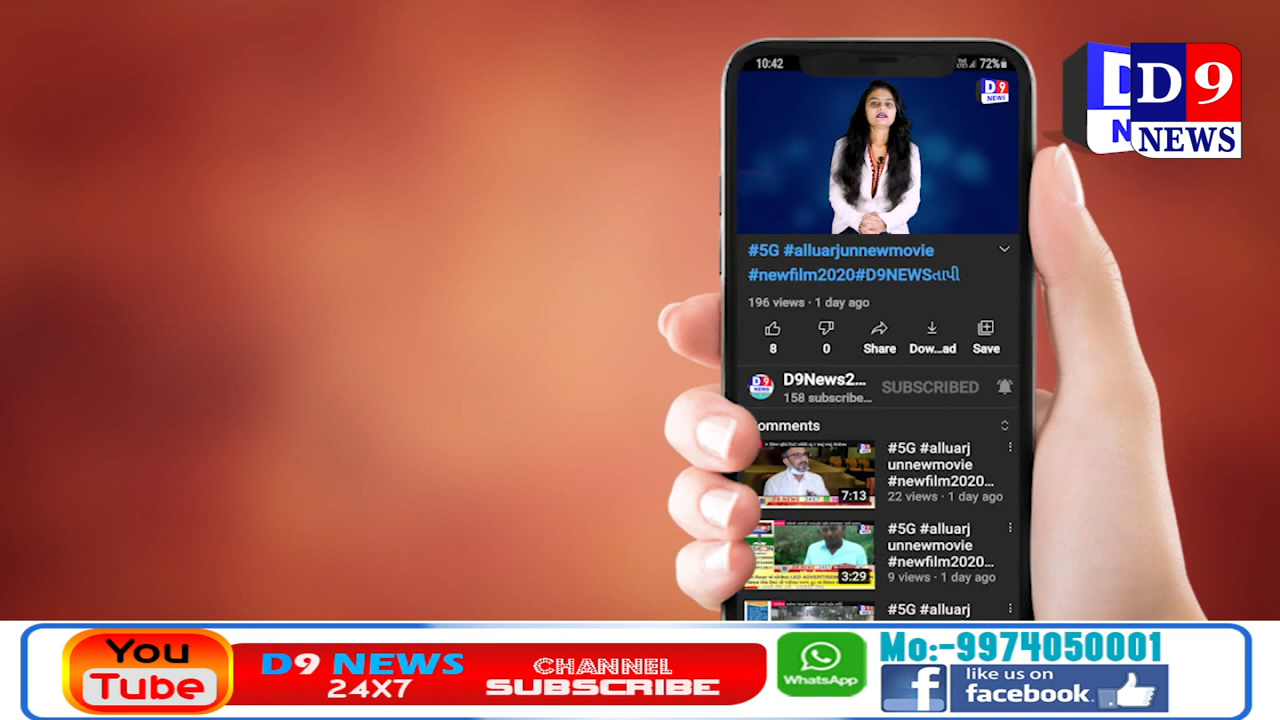 10:42
72%
D9
NEWS
D
N
D9
NEWS
#5G #alluarjunnewmovie
#newfilm2020#D9NEWSતાપી
196 views · 1 day ago
8
0
Share
Dow...ad
Save
D9News2...
SUBSCRIBED
158 subscribe...
omments
#5G #alluarj
unnewmovie
#newfilm2020...
22 views · 1 day ago
7:13
#5G #alluarj
unnewmovie
#newfilm2020...
9 views · 1 day ago
3:29
#5G #alluarj
You
Tube
D9 NEWS
24X7
CHANNEL
SUBSCRIBE
WhatsApp
Mo:-9974050001
f
like us on
facebook.